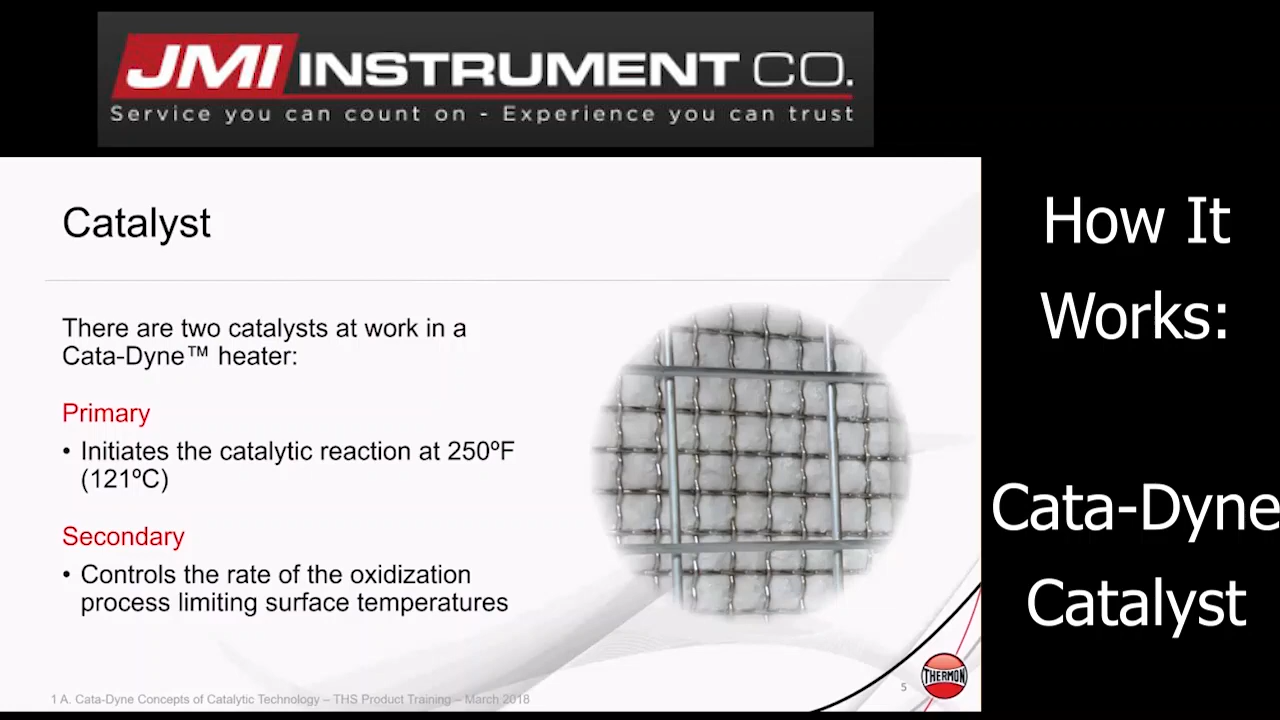 JMI INSTRUMENT CO.
Service you can count on - Experience you can trust
Catalyst
There are two catalysts at work in a
Cata-Dyne™ heater:
Primary
• Initiates the catalytic reaction at 250ºF
(121ºC)
Secondary
• Controls the rate of the oxidization
process limiting surface temperatures
1 A. Cata-Dyne Concepts of Catalytic Technology – THS Product Training – March 2018
5
THERMON
How It
Works:
Cata-Dyne
Catalyst